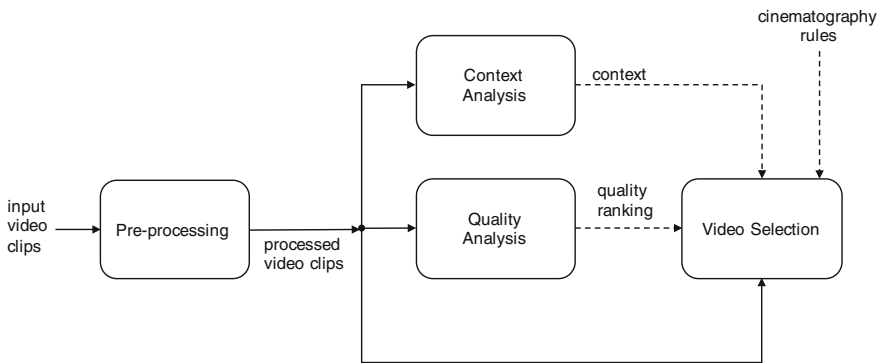 cinematography
rules
Context
Analysis
context
input
video
clips
Pre-processing
processed
video clips
Quality
Analysis
quality
ranking
Video Selection